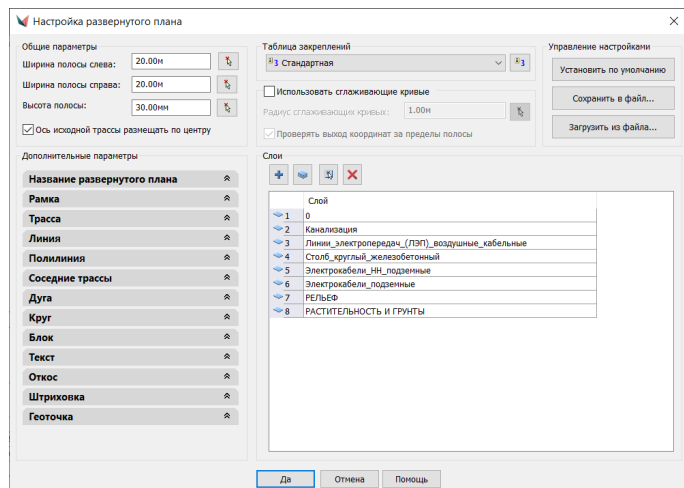 Настройка развернутого плана
Общие параметры
Ширина полосы слева: 20.00м
Ширина полосы справа: 20.00м
Высота полосы: 30.00мм
Ось исходной трассы размещать по центру
Таблица закреплений
Стандартная
Использовать сглаживающие кривые
Радиус сглаживающих кривых: 1.00м
Проверять выход координат за пределы полосы
Управление настройками
Установить по умолчанию
Сохранить в файл...
Загрузить из файла...
Дополнительные параметры
Название развернутого плана
Рамка
Трасса
Линия
Полилиния
Соседние трассы
Дуга
Круг
Блок
Текст
Откос
Штриховка
Геоточка
Слои
Слой
1 0
2 Канализация
3 Линии_электропередач_(ЛЭП)_воздушные_кабельные
4 Столб_круглый_железобетонный
5 Электрокабели_НН_подземные
6 Электрокабели_подземные
7 РЕЛЬЕФ
8 РАСТИТЕЛЬНОСТЬ И ГРУНТЫ
Да Отмена Помощь